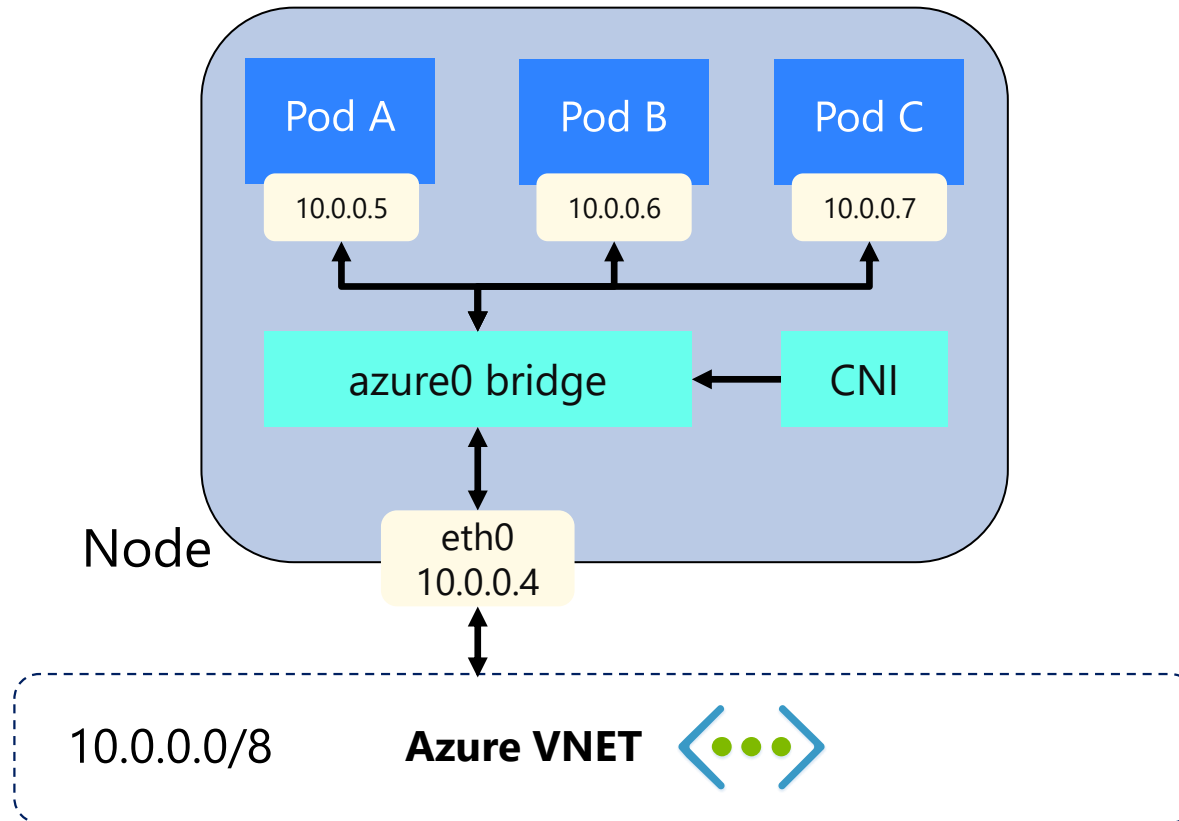 Pod A
Pod B
Pod C
10.0.0.5
10.0.0.6
10.0.0.7
azure0 bridge
CNI
eth0
10.0.0.4
Node
10.0.0.0/8
Azure VNET